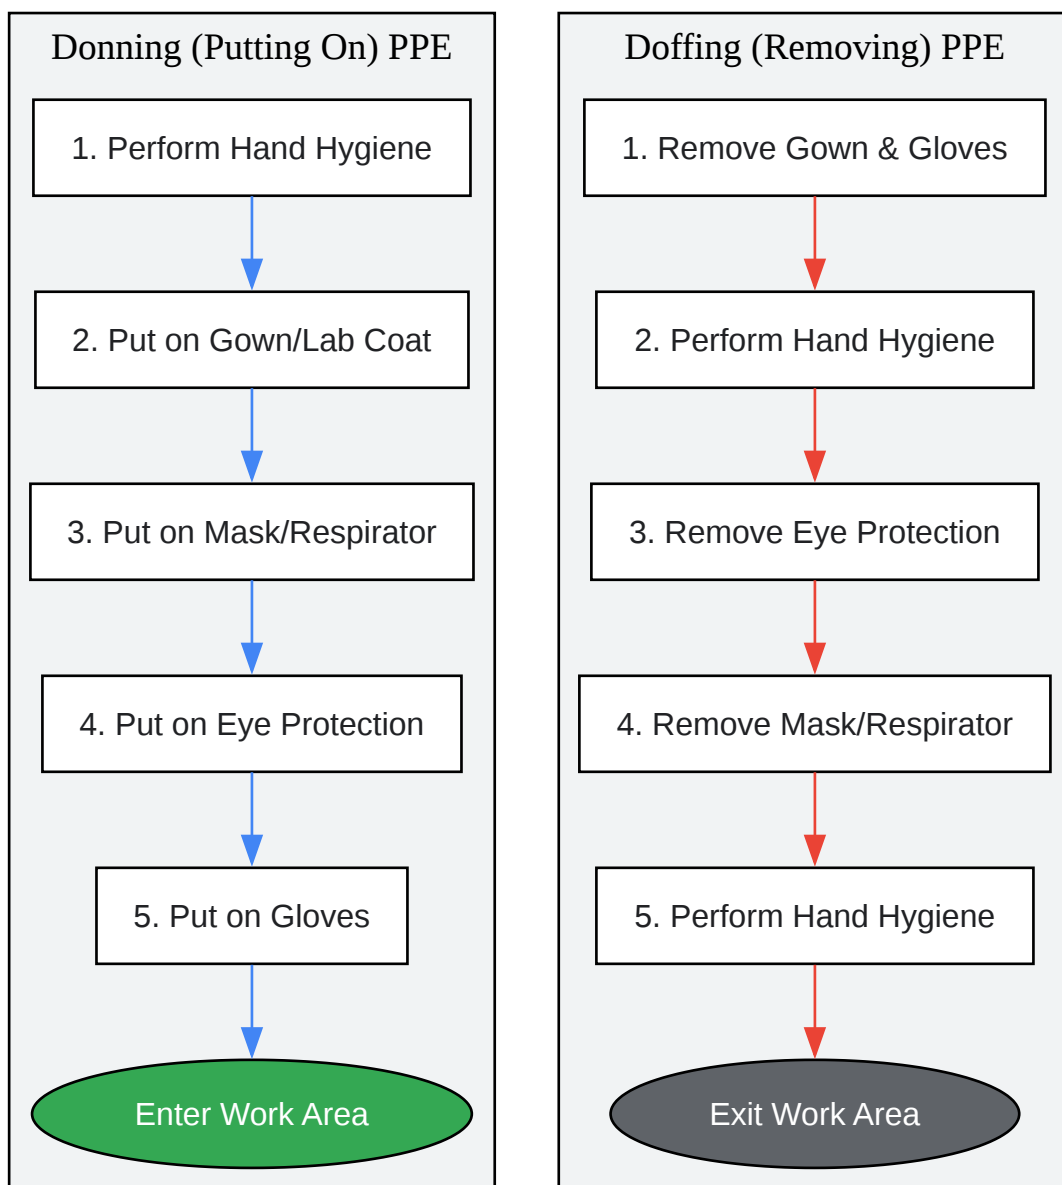 Donning (Putting On) PPE
1. Perform Hand Hygiene
2. Put on Gown/Lab Coat
3. Put on Mask/Respirator
4. Put on Eye Protection
5. Put on Gloves
Enter Work Area
Doffing (Removing) PPE
1. Remove Gown & Gloves
2. Perform Hand Hygiene
3. Remove Eye Protection
4. Remove Mask/Respirator
5. Perform Hand Hygiene
Exit Work Area